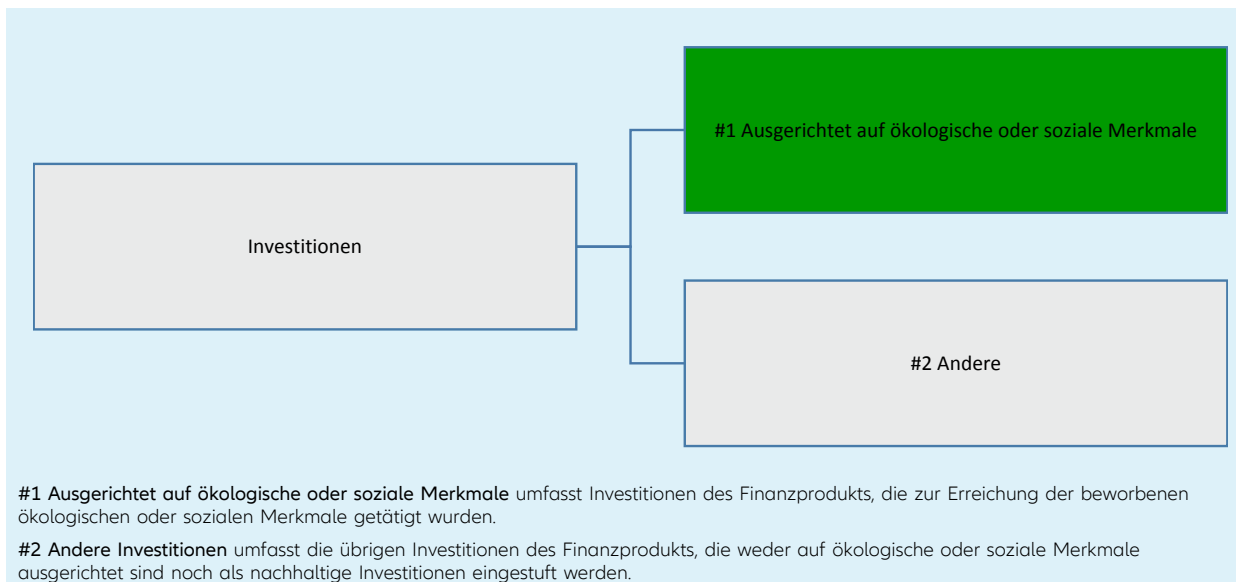 #1 Ausgerichtet auf ökologische oder soziale Merkmale
Investitionen
#2 Andere
#1 Ausgerichtet auf ökologische oder soziale Merkmale umfasst Investitionen des Finanzprodukts, die zur Erreichung der beworbenen
ökologischen oder sozialen Merkmale getätigt wurden.
#2 Andere Investitionen umfasst die übrigen Investitionen des Finanzprodukts, die weder auf ökologische oder soziale Merkmale
ausgerichtet sind noch als nachhaltige Investitionen eingestuft werden.